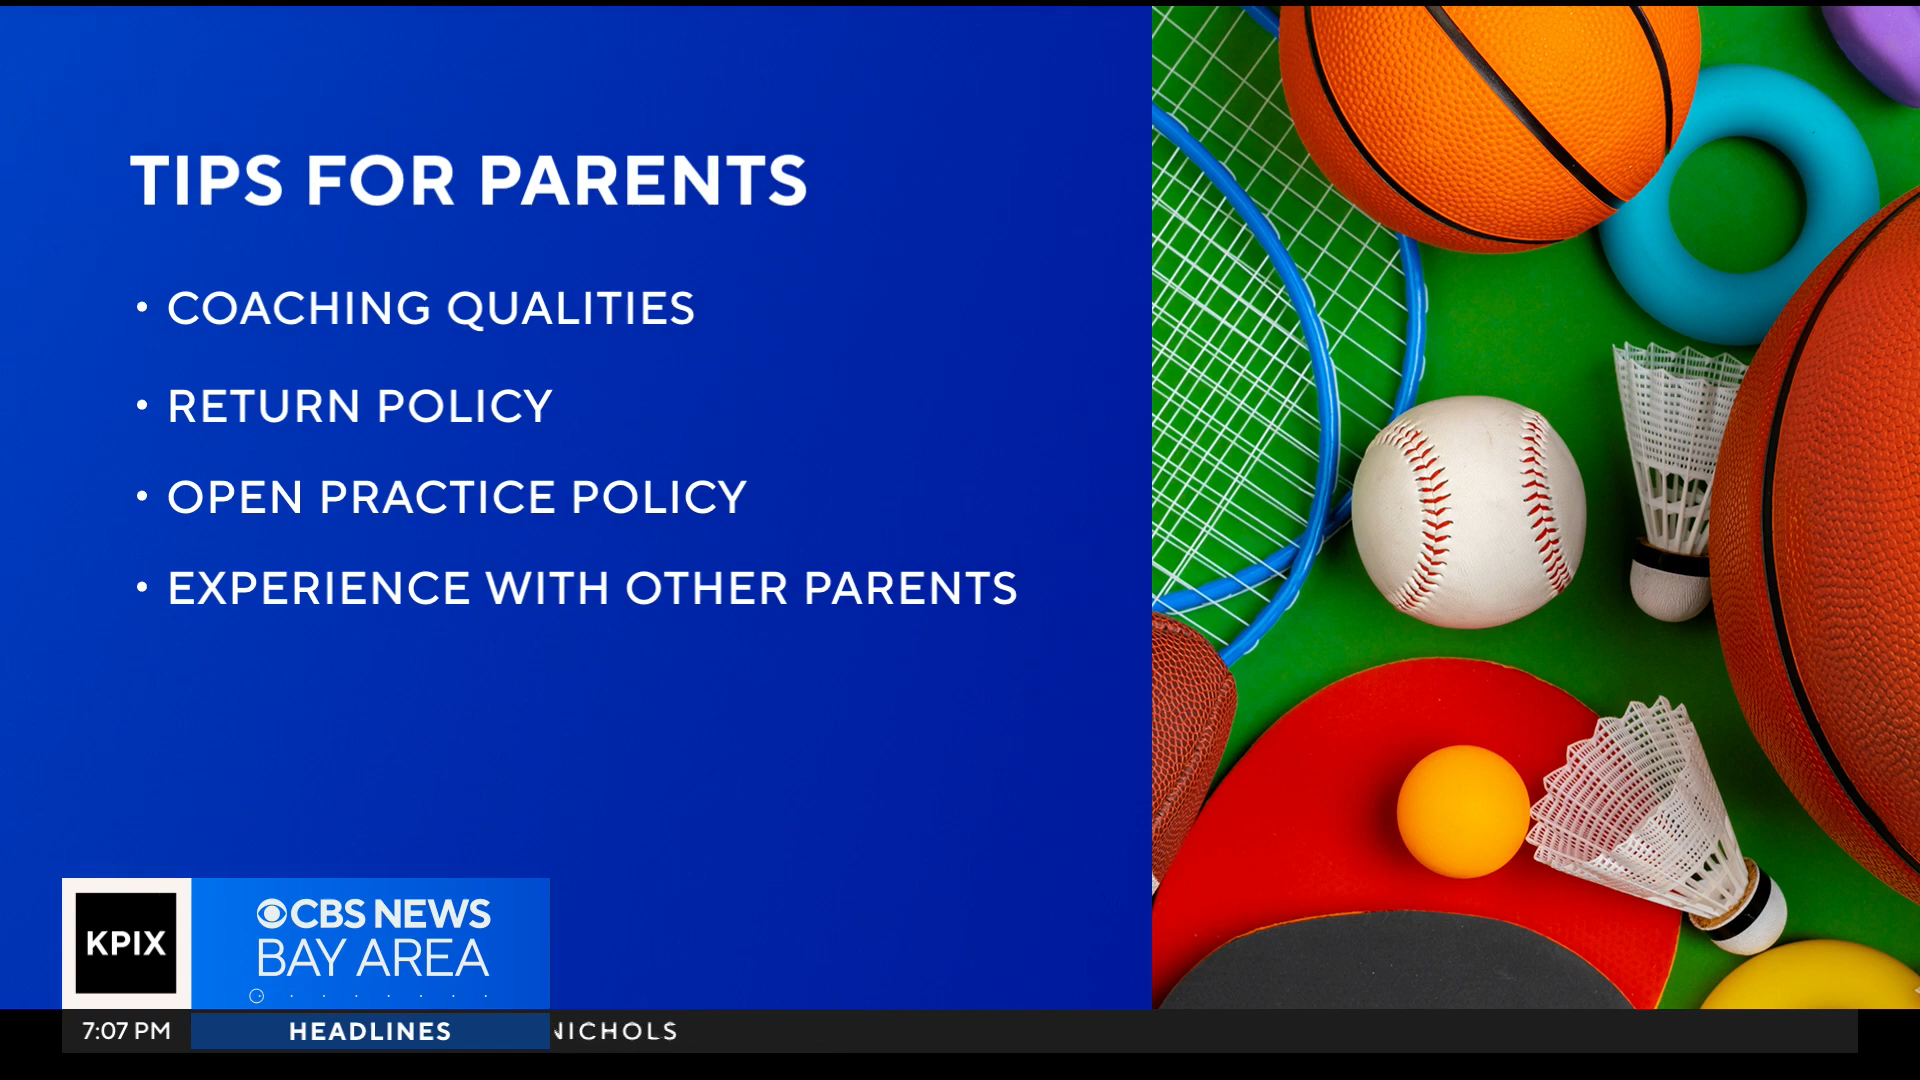 TIPS FOR PARENTS
• COACHING QUALITIES
• RETURN POLICY
• OPEN PRACTICE POLICY
• EXPERIENCE WITH OTHER PARENTS
KPIX
CBS NEWS
BAY AREA
7:07 PM
HEADLINES
NICHOLS